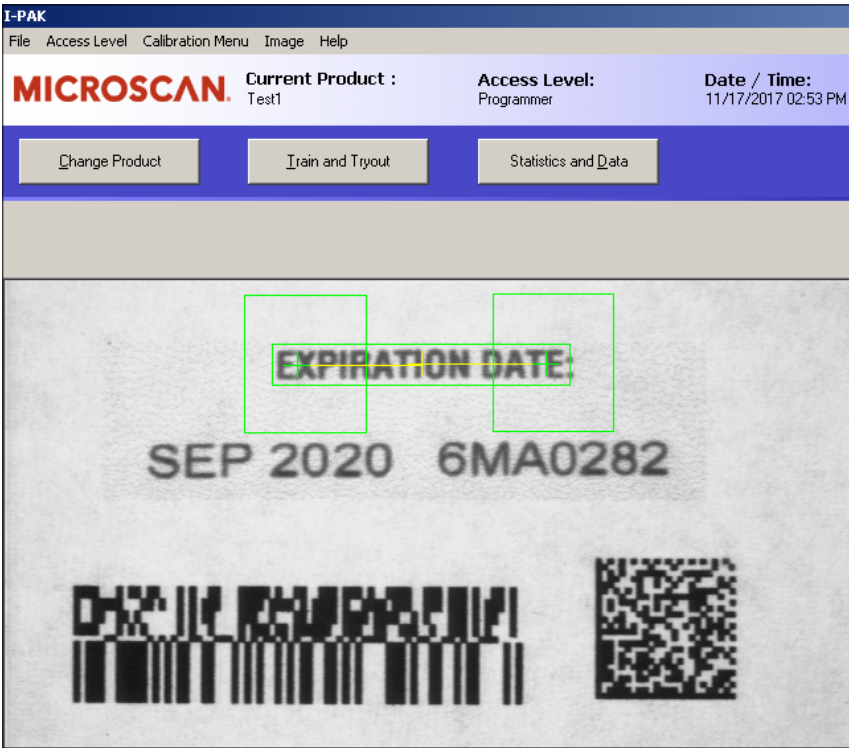 I-PAK
File Access Level Calibration Menu Image Help
MICROSCAN. Current Product : Access Level: Date / Time:
Test1 Programmer 11/17/2017 02:53 PM
Change Product Train and Tryout Statistics and Data
EXPIRATION DATE:
SEP 2020 6MA0282